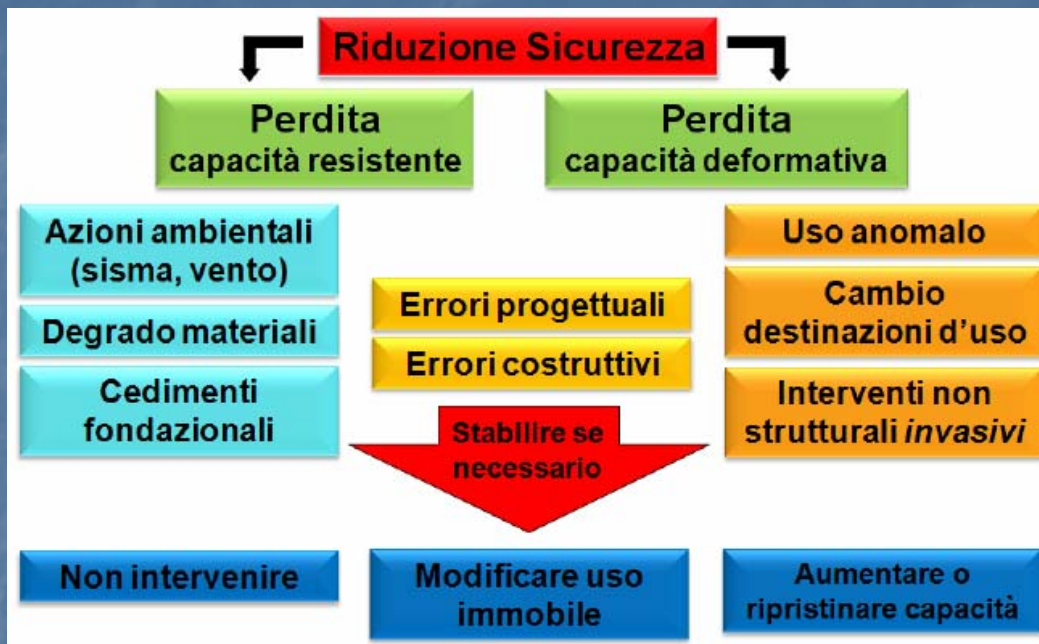 Riduzione Sicurezza
Perdita
capacità resistente
Perdita
capacità deformativa
Azioni ambientali
(sisma, vento)
Degrado materiali
Cedimenti
fondazionali
Errori progettuali
Errori costruttivi
Uso anomalo
Cambio
destinazioni d'uso
Interventi non
strutturali invasivi
Stabilire se
necessario
Non intervenire
Modificare uso
immobile
Aumentare o
ripristinare capacità